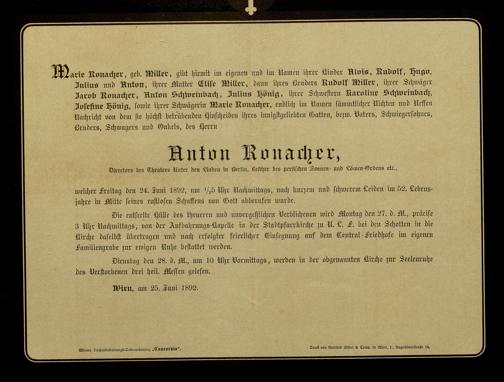 Marie Ronacher, geb. Miller, gibt hiemit im eigenen und im Namen ihrer Kinder Alois, Rudolf, Hugo,
Julius und Anton, ihrer Mutter Elise Miller, dann ihres Bruders Rudolf Miller, ihrer Schwäger
Jacob Ronacher, Anton Schweinbach, Julius Hönig, ihrer Schwestern Karoline Schweinbach,
Josefine Hönig, sowie ihrer Schwägerin Marie Ronacher, endlich im Namen sämmtlicher Nichten und Neffen
Nachricht von dem sie höchst betrübenden Hinscheiden ihres innigstgeliebten Gatten, bezw. Vaters, Schwiegersohnes,
Bruders, Schwagers und Onkels, des Herrn
Anton Ronacher,
Directors des Theaters Unter den Linden in Berlin, Besitzer des persischen Sonnen- und Löwen-Ordens etc.,
welcher Freitag den 24. Juni 1892, um Uhr Nachmittags, nach kurzem und schwerem Leiden im 52. Lebens-
jahre in Mitte seines rastlosen Schaffens von Gott abberufen wurde.
Die entseelte Hülle des theueren und unvergesslichen Verblichenen wird Montag den 27. d. M., präcise
3 Uhr Nachmittags, von der Aufbahrungs-Kapelle in der Stadtpfarrkirche zu U. L. F. bei den Schotten in die
Kirche daselbst übertragen und nach erfolgter feierlicher Einsegnung auf dem Central-Friedhofe im eigenen
Familiengrabe zur ewigen Ruhe bestattet werden.
Dienstag den 28. d. M., um 10 Uhr Vormittags, werden in der obgenannten Kirche zur Seelenruhe
des Verstorbenen drei heil. Messen gelesen.
Wien, am 25. Juni 1892.
Wiener "Concordia".
Druck von & Comp. in Wien, I.,